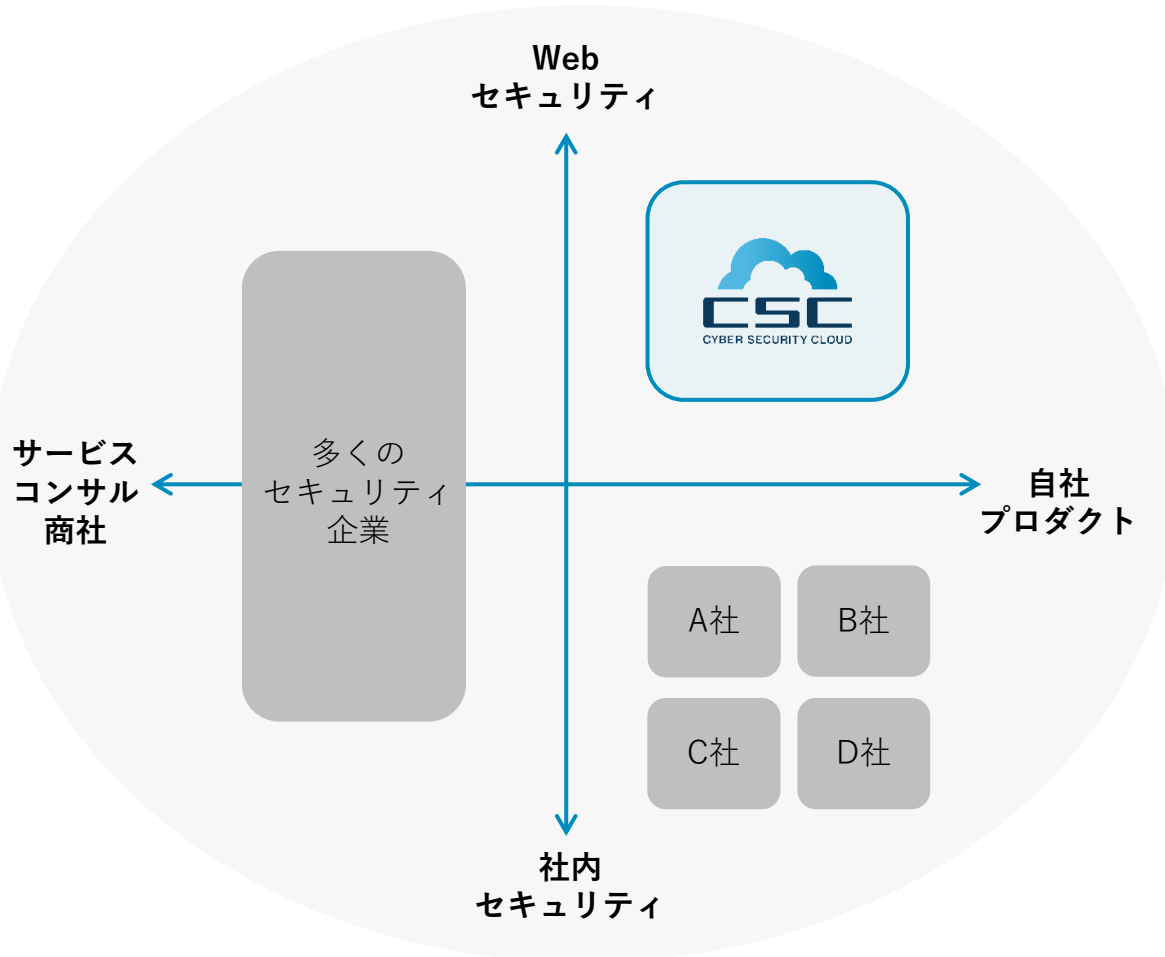 Web
セキュリティ
CSC
CYBER SECURITY CLOUD
サービス
コンサル
商社
多くの
セキュリティ
企業
自社
プロダクト
A社
B社
C社
D社
社内
セキュリティ